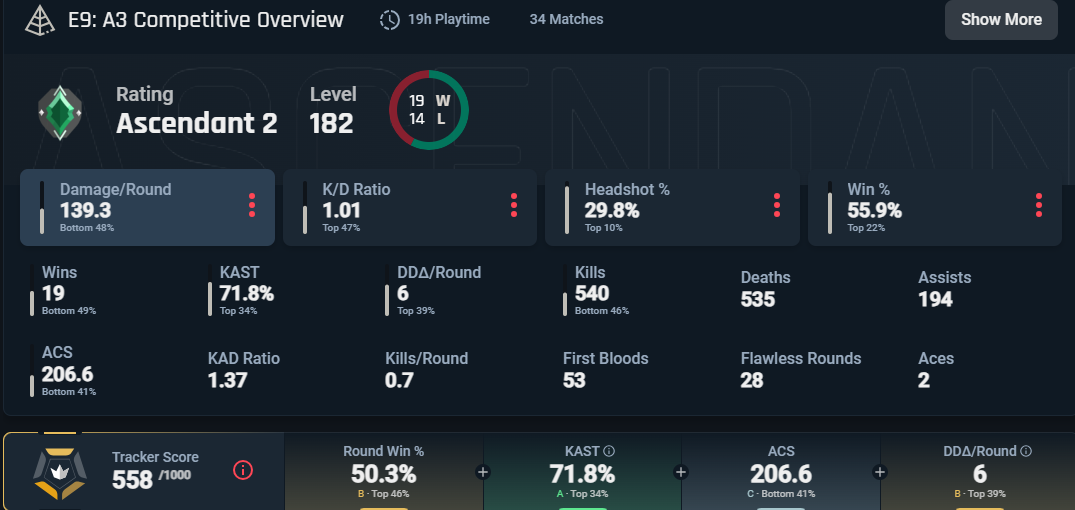 E9: A3 Competitive Overview
19h Playtime
34 Matches
Show More
ASCENDAN
Rating
Ascendant 2
Level
182
19 W
14 L
Damage/Round
139.3
Bottom 48%
K/D Ratio
1.01
Top 47%
Headshot %
29.8%
Top 10%
Win %
55.9%
Top 22%
Wins
19
Bottom 49%
KAST
71.8%
Top 34%
DDΔ/Round
6
Top 39%
Kills
540
Bottom 46%
Deaths
535
Assists
194
ACS
206.6
Bottom 41%
KAD Ratio
1.37
Kills/Round
0.7
First Bloods
53
Flawless Rounds
28
Aces
2
Tracker Score
558 /1000
Round Win %
50.3%
B · Top 46%
KAST
71.8%
A · Top 34%
ACS
206.6
C · Bottom 41%
DDΔ/Round
6
B · Top 39%